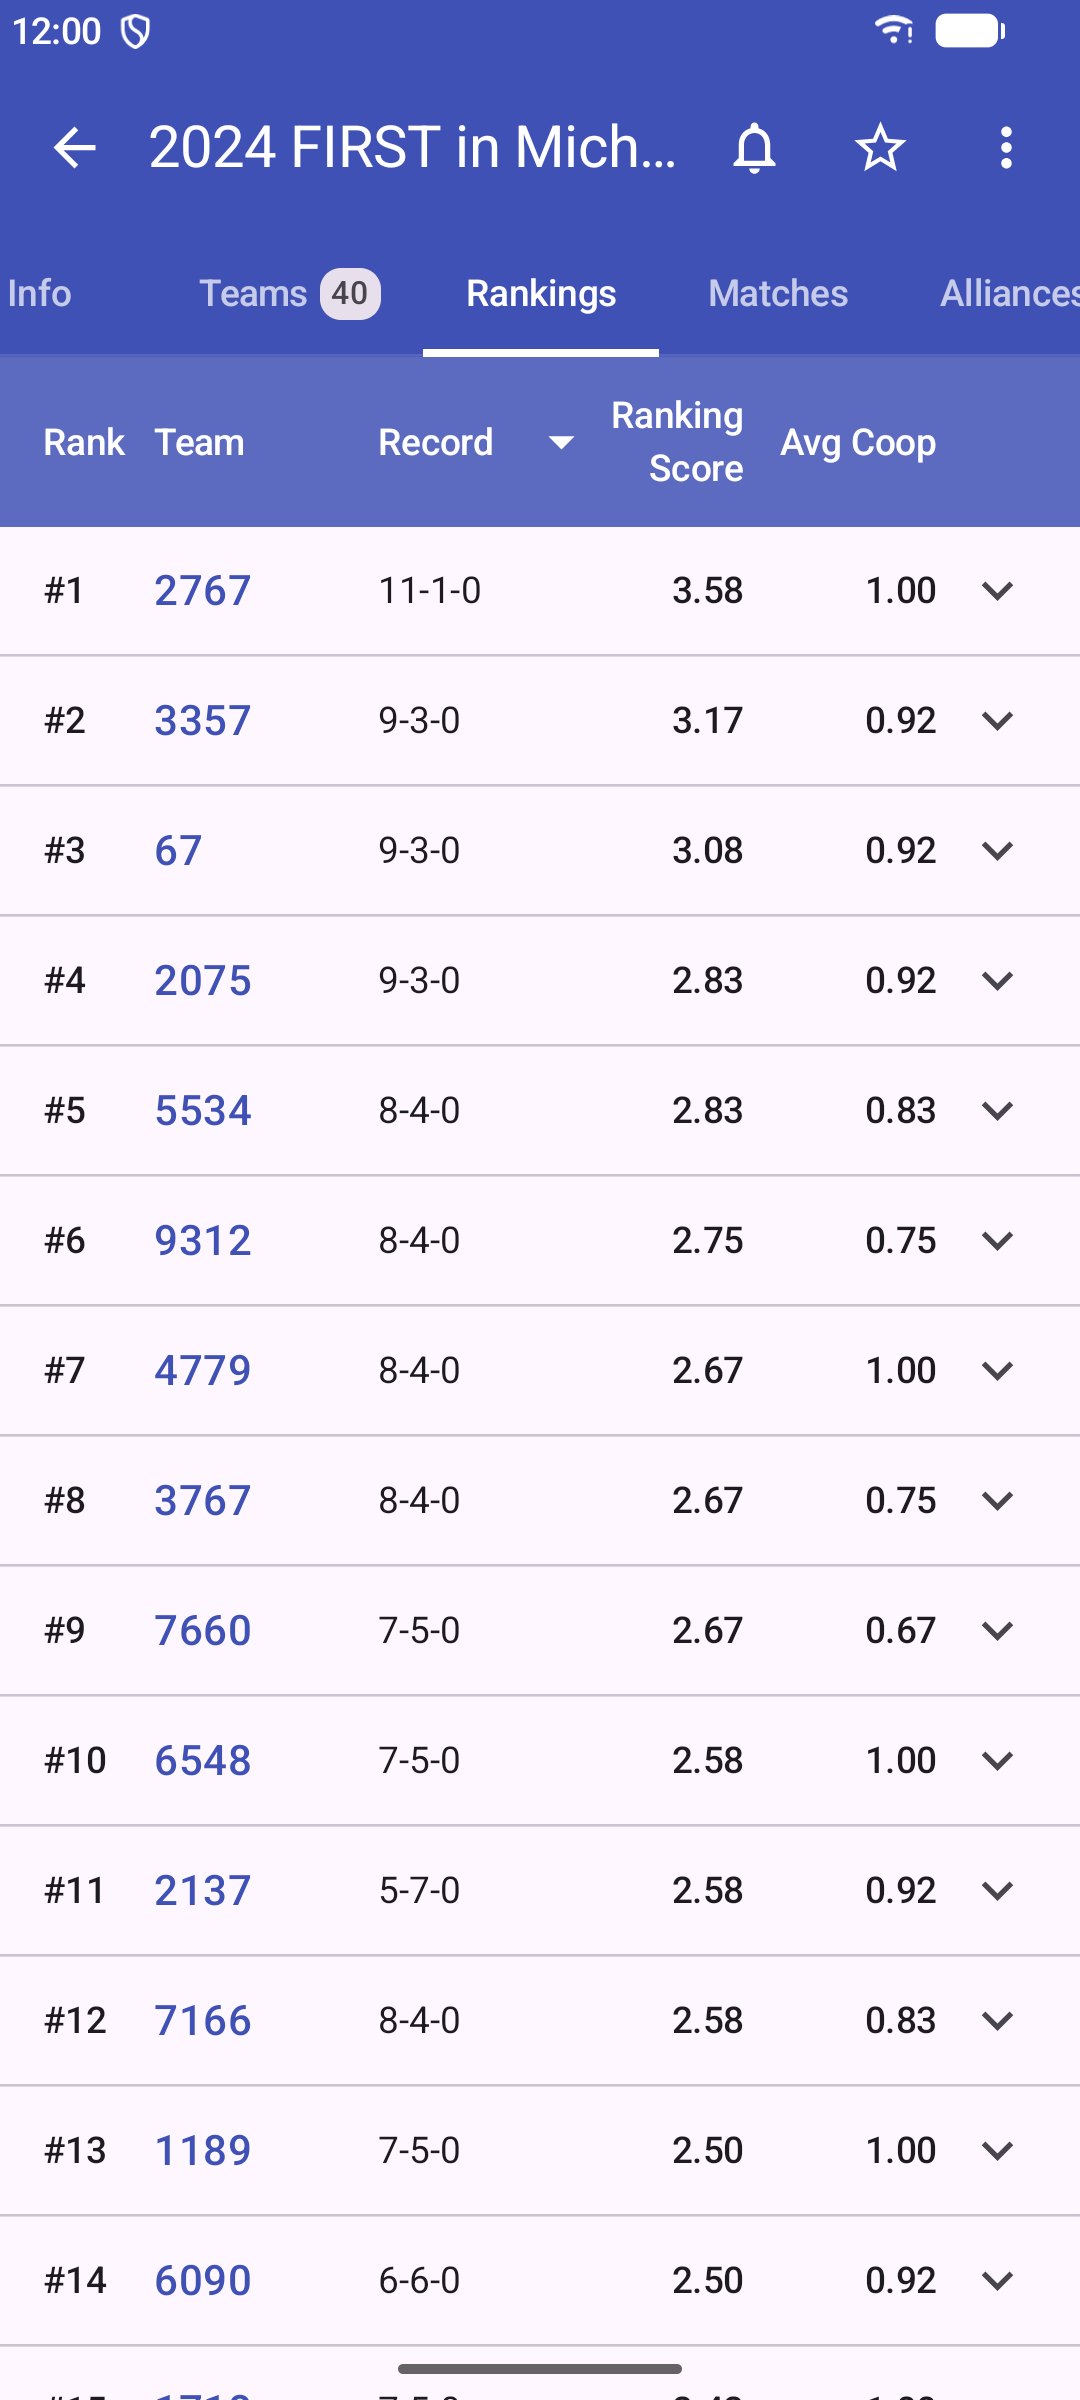 12:00
2024 FIRST in Mich...
Info Teams 40 Rankings Matches Alliances
Rank Team Record Ranking Score Avg Coop
#1 2767 11-1-0 3.58 1.00
#2 3357 9-3-0 3.17 0.92
#3 67 9-3-0 3.08 0.92
#4 2075 9-3-0 2.83 0.92
#5 5534 8-4-0 2.83 0.83
#6 9312 8-4-0 2.75 0.75
#7 4779 8-4-0 2.67 1.00
#8 3767 8-4-0 2.67 0.75
#9 7660 7-5-0 2.67 0.67
#10 6548 7-5-0 2.58 1.00
#11 2137 5-7-0 2.58 0.92
#12 7166 8-4-0 2.58 0.83
#13 1189 7-5-0 2.50 1.00
#14 6090 6-6-0 2.50 0.92